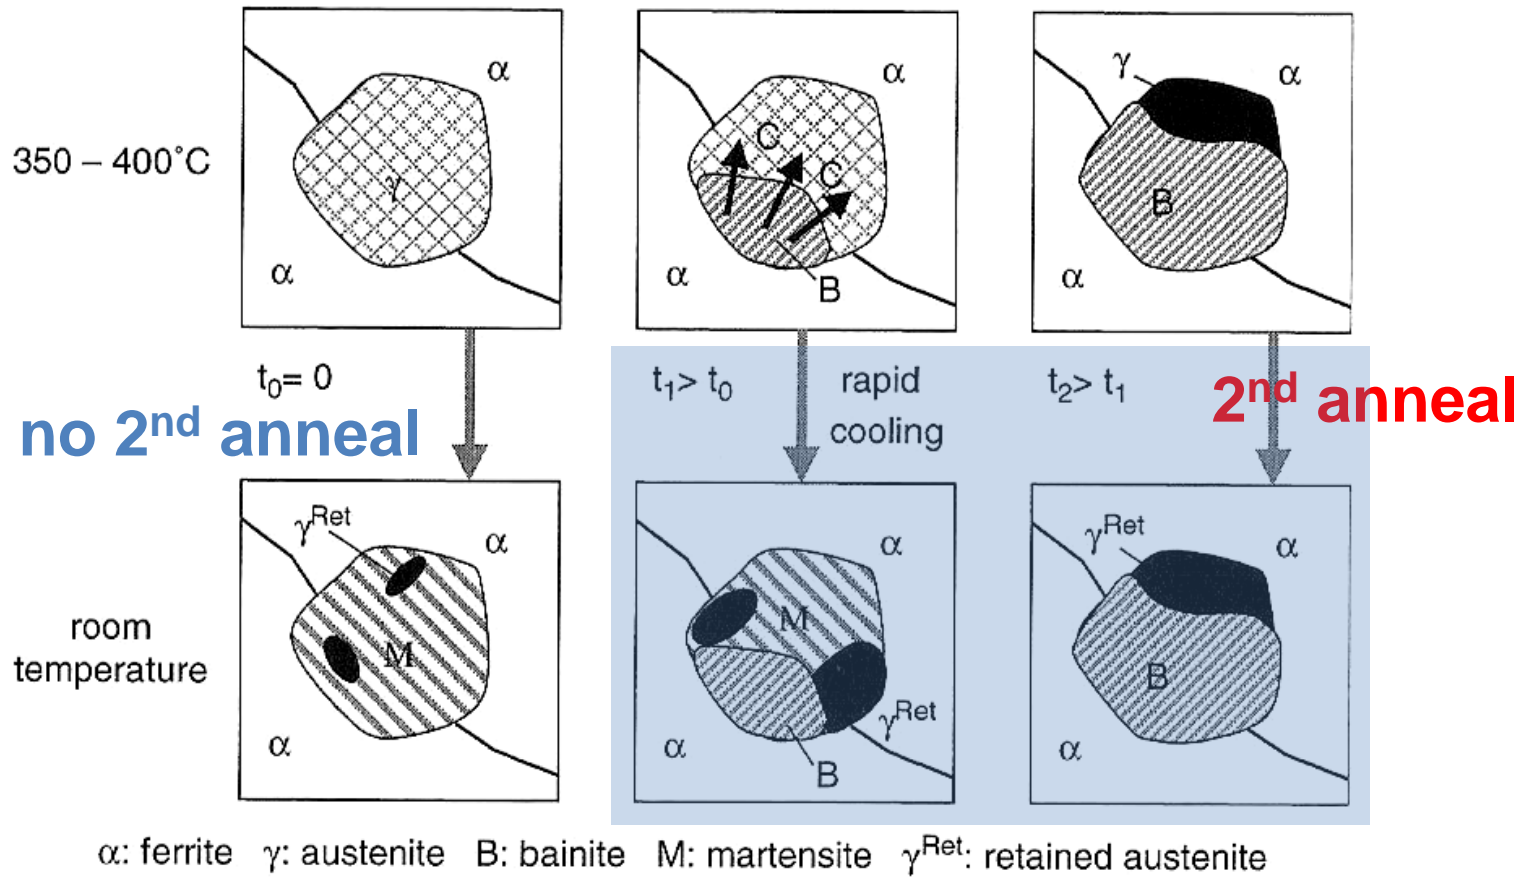 α
γ
α
350 – 400°C
α
C
C
α
B
γ
α
B
α
t₀= 0
t₁> t₀
rapid
cooling
t₂> t₁
no 2ⁿᵈ anneal
2ⁿᵈ anneal
room
temperature
γᴿᵉᵗ
α
M
α
α
M
γᴿᵉᵗ
α
B
γᴿᵉᵗ
α
B
α
α: ferrite γ: austenite B: bainite M: martensite γᴿᵉᵗ: retained austenite